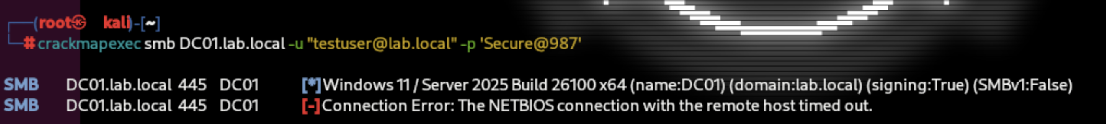 (root㉿kali)-[~]
# crackmapexec smb DC01.lab.local -u "testuser@lab.local" -p 'Secure@987'
SMB DC01.lab.local 445 DC01 [*] Windows 11 / Server 2025 Build 26100 x64 (name:DC01) (domain:lab.local) (signing:True) (SMBv1:False)
SMB DC01.lab.local 445 DC01 [-] Connection Error: The NETBIOS connection with the remote host timed out.